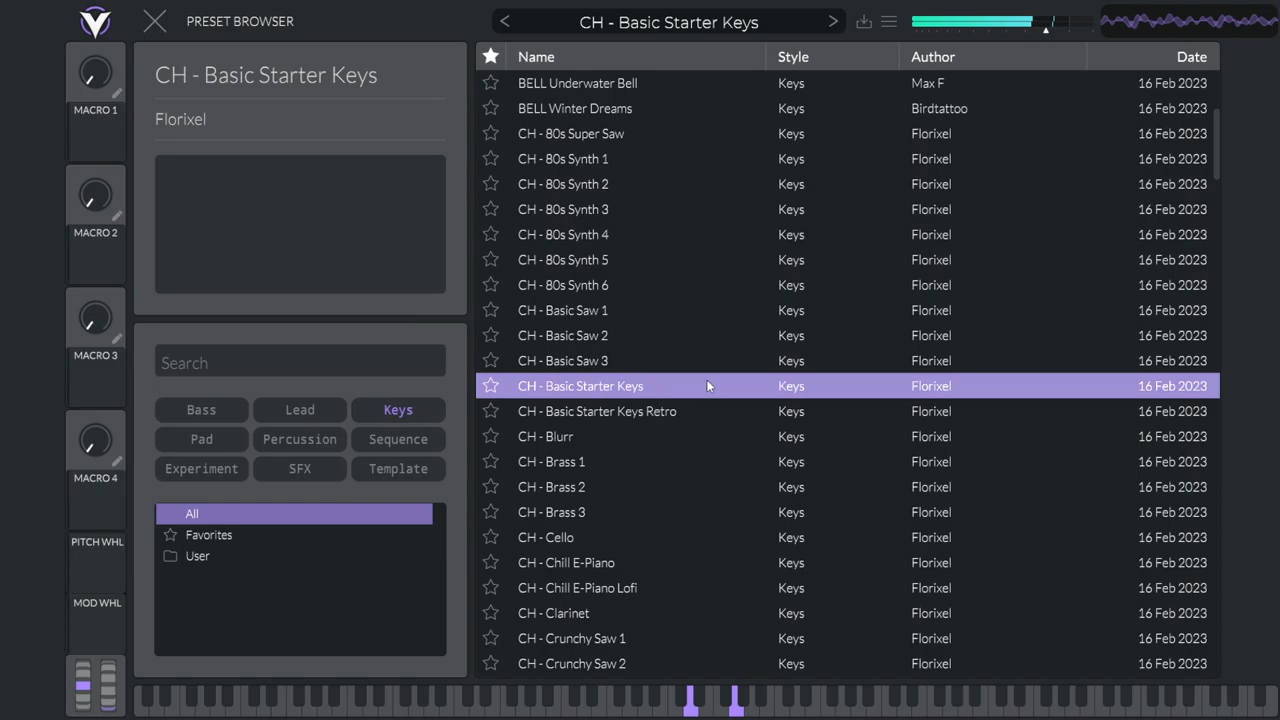 PRESET BROWSER
CH - Basic Starter Keys
MACRO 1
MACRO 2
MACRO 3
MACRO 4
PITCH WHL
MOD WHL
CH - Basic Starter Keys
Florixel
Search
Bass Lead Keys
Pad Percussion Sequence
Experiment SFX Template
All
Favorites
User
Name Style Author Date
BELL Underwater Bell Keys Max F 16 Feb 2023
BELL Winter Dreams Keys Birdtattoo 16 Feb 2023
CH - 80s Super Saw Keys Florixel 16 Feb 2023
CH - 80s Synth 1 Keys Florixel 16 Feb 2023
CH - 80s Synth 2 Keys Florixel 16 Feb 2023
CH - 80s Synth 3 Keys Florixel 16 Feb 2023
CH - 80s Synth 4 Keys Florixel 16 Feb 2023
CH - 80s Synth 5 Keys Florixel 16 Feb 2023
CH - 80s Synth 6 Keys Florixel 16 Feb 2023
CH - Basic Saw 1 Keys Florixel 16 Feb 2023
CH - Basic Saw 2 Keys Florixel 16 Feb 2023
CH - Basic Saw 3 Keys Florixel 16 Feb 2023
CH - Basic Starter Keys Keys Florixel 16 Feb 2023
CH - Basic Starter Keys Retro Keys Florixel 16 Feb 2023
CH - Blurr Keys Florixel 16 Feb 2023
CH - Brass 1 Keys Florixel 16 Feb 2023
CH - Brass 2 Keys Florixel 16 Feb 2023
CH - Brass 3 Keys Florixel 16 Feb 2023
CH - Cello Keys Florixel 16 Feb 2023
CH - Chill E-Piano Keys Florixel 16 Feb 2023
CH - Chill E-Piano Lofi Keys Florixel 16 Feb 2023
CH - Clarinet Keys Florixel 16 Feb 2023
CH - Crunchy Saw 1 Keys Florixel 16 Feb 2023
CH - Crunchy Saw 2 Keys Florixel 16 Feb 2023